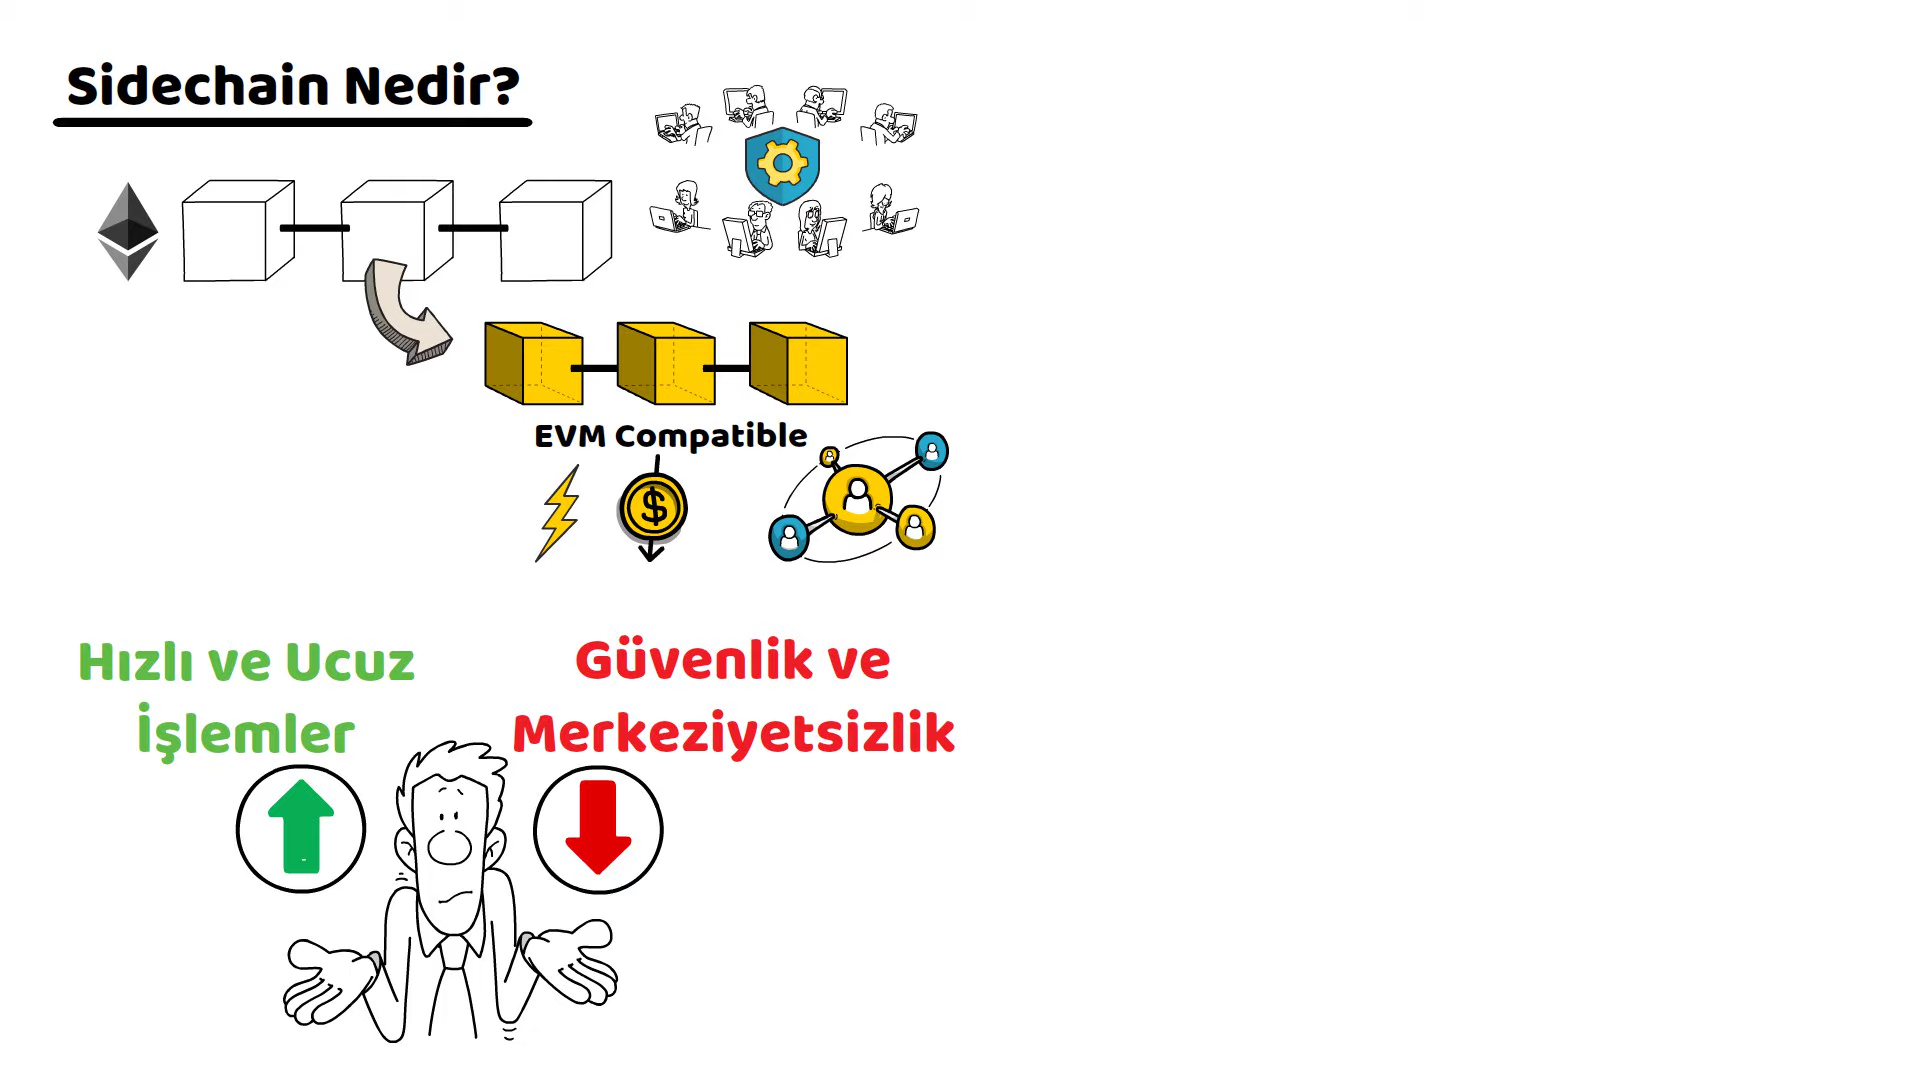 Sidechain Nedir?
EVM Compatible
$
Hızlı ve Ucuz
İşlemler
Güvenlik ve
Merkeziyetsizlik